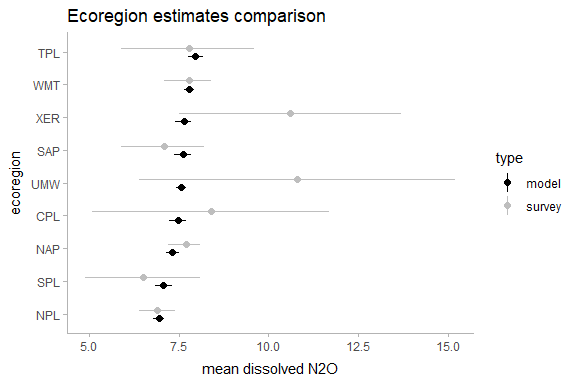 Ecoregion estimates comparison
TPL
WMT
XER
SAP
UMW
CPL
NAP
SPL
NPL
ecoregion
5.0 7.5 10.0 12.5 15.0
mean dissolved N2O
type
model
survey